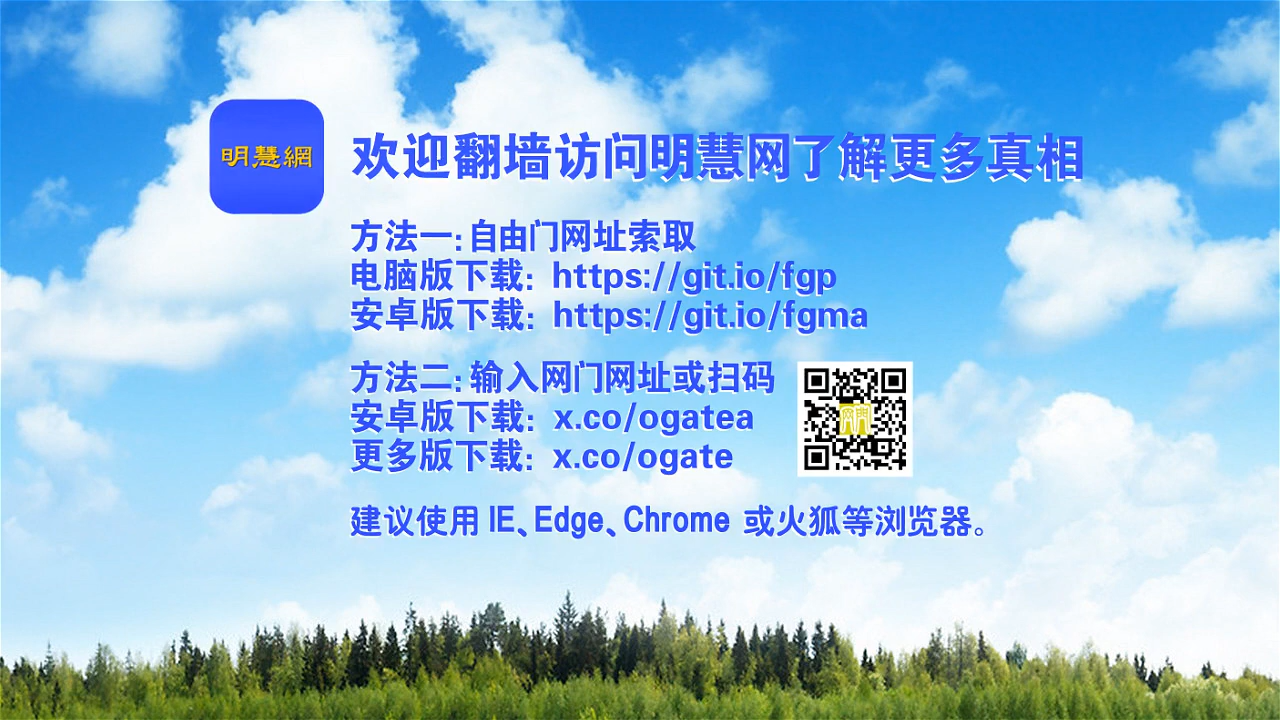 明慧網
欢迎翻墙访问明慧网了解更多真相
方法一:自由门网址索取
电脑版下载: https://git.io/fgp
安卓版下载: https://git.io/fgma
方法二:输入网门网址或扫码
安卓版下载: x.co/ogatea
更多版下载: x.co/ogate
网門
建议使用IE、Edge、Chrome 或火狐等浏览器。